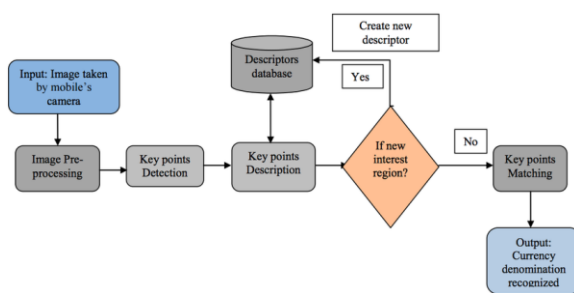 Create new
descriptor
Descriptors
database
Yes
Input: Image taken
by mobile's
camera
Image Pre-
processing
Key points
Detection
Key points
Description
If new
interest
region?
No
Key points
Matching
Output:
Currency
denomination
recognized